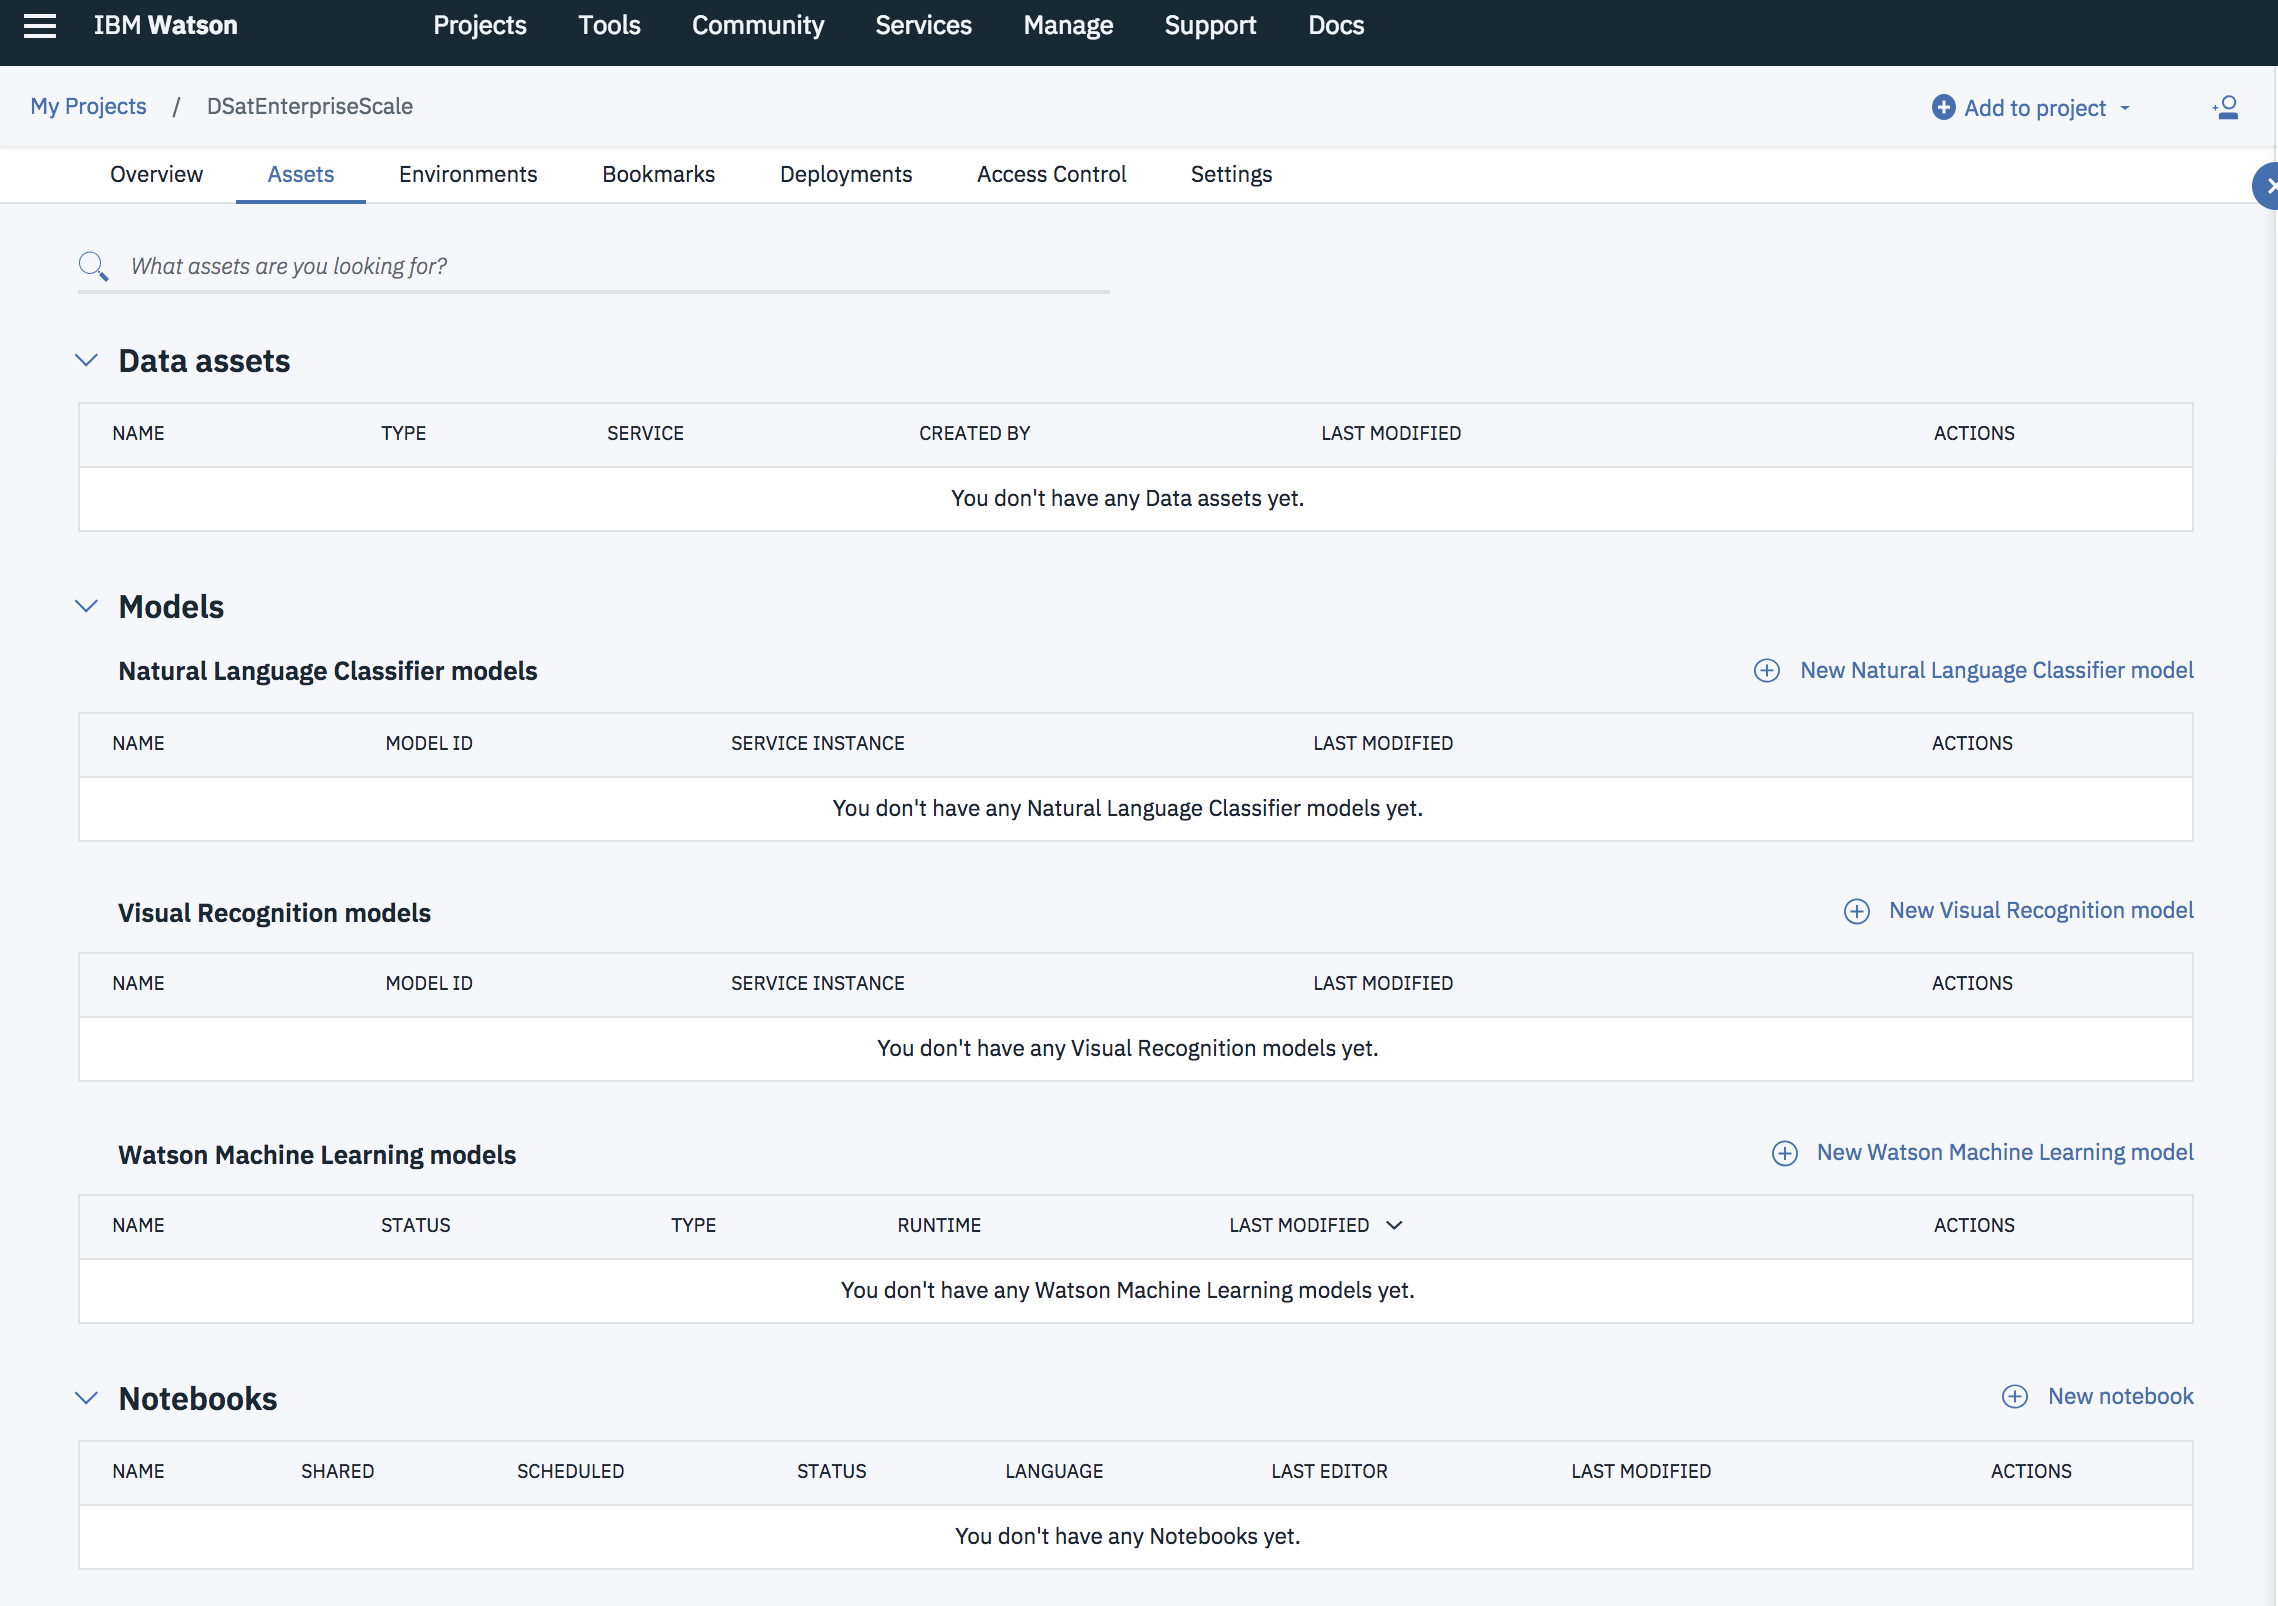 IBM Watson Projects Tools Community Services Manage Support Docs
My Projects / DSatEnterpriseScale Add to project
Overview Assets Environments Bookmarks Deployments Access Control Settings
What assets are you looking for?
Data assets
NAME TYPE SERVICE CREATED BY LAST MODIFIED ACTIONS
You don't have any Data assets yet.
Models
Natural Language Classifier models New Natural Language Classifier model
NAME MODEL ID SERVICE INSTANCE LAST MODIFIED ACTIONS
You don't have any Natural Language Classifier models yet.
Visual Recognition models New Visual Recognition model
NAME MODEL ID SERVICE INSTANCE LAST MODIFIED ACTIONS
You don't have any Visual Recognition models yet.
Watson Machine Learning models New Watson Machine Learning model
NAME STATUS TYPE RUNTIME LAST MODIFIED ACTIONS
You don't have any Watson Machine Learning models yet.
Notebooks New notebook
NAME SHARED SCHEDULED STATUS LANGUAGE LAST EDITOR LAST MODIFIED ACTIONS
You don't have any Notebooks yet.